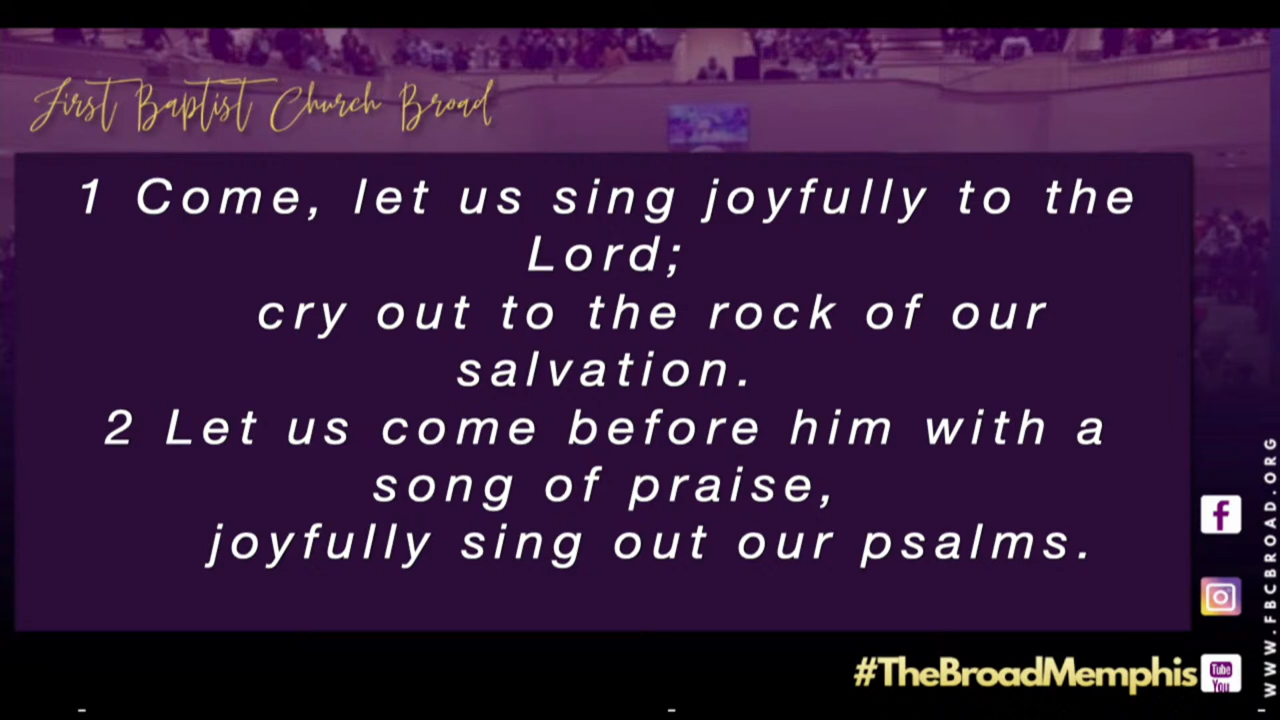 First Baptist Church Broad
1 Come, let us sing joyfully to the
Lord;
cry out to the rock of our
salvation.
2 Let us come before him with a
song of praise,
joyfully sing out our psalms.
WWW.FBCBROAD.ORG
#TheBroadMemphis
Tube
You